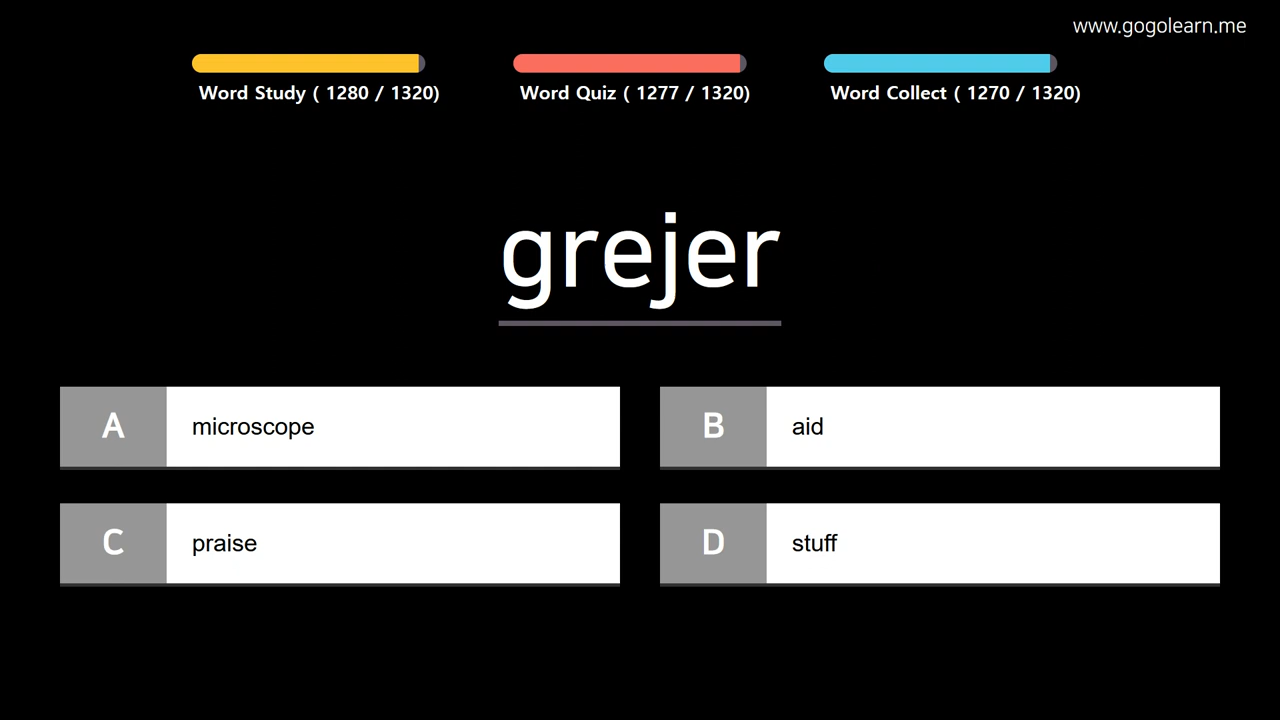 www.gogolearn.me
Word Study ( 1280 / 1320)
Word Quiz ( 1277 / 1320)
Word Collect ( 1270 / 1320)
grejer
A microscope
B aid
C praise
D stuff